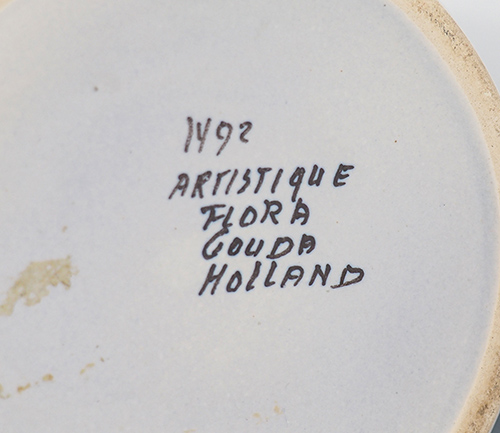 1492
ARTISTIQUE
FLORA
GOUDA
HOLLAND